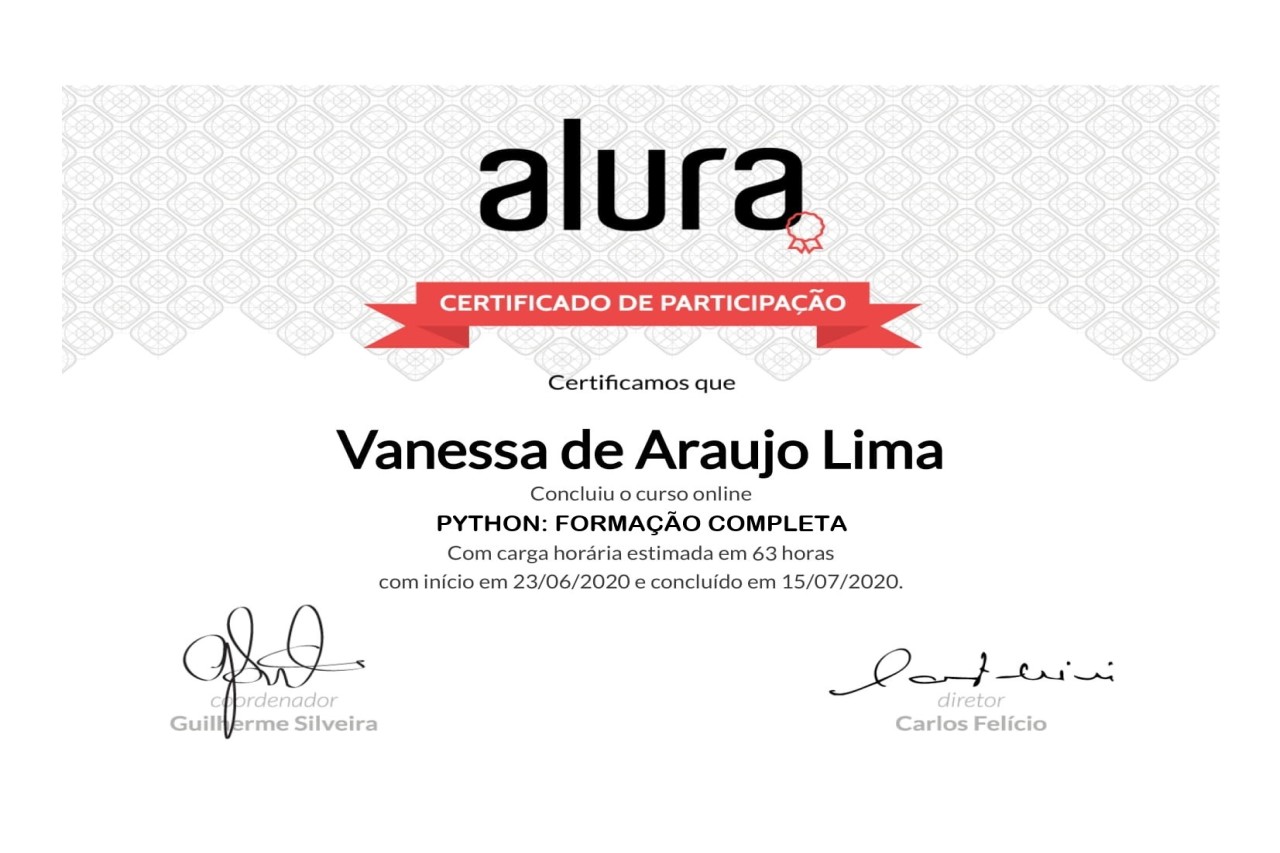 alura
CERTIFICADO DE PARTICIPAÇÃO
Certificamos que
Vanessa de Araujo Lima
Concluiu o curso online
PYTHON: FORMAÇÃO COMPLETA
Com carga horária estimada em 63 horas
com início em 23/06/2020 e concluído em 15/07/2020.
coordenador
Guilherme Silveira
diretor
Carlos Felício